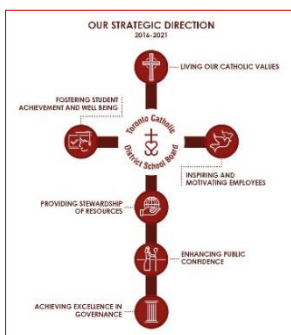 OUR STRATEGIC DIRECTION
2016-2021
LIVING OUR CATHOLIC VALUES
FOSTERING STUDENT
ACHIEVEMENT AND WELL BEING
Toronto Catholic
District School Board
INSPIRING AND
MOTIVATING EMPLOYEES
PROVIDING STEWARDSHIP
OF RESOURCES
ENHANCING PUBLIC
CONFIDENCE
ACHIEVING EXCELLENCE IN
GOVERNANCE